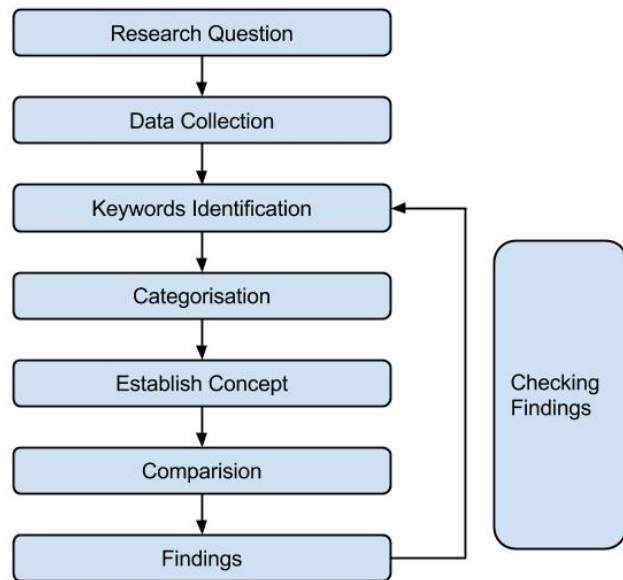 Research Question
Data Collection
Keywords Identification
Categorisation
Establish Concept
Comparision
Findings
Checking
Findings